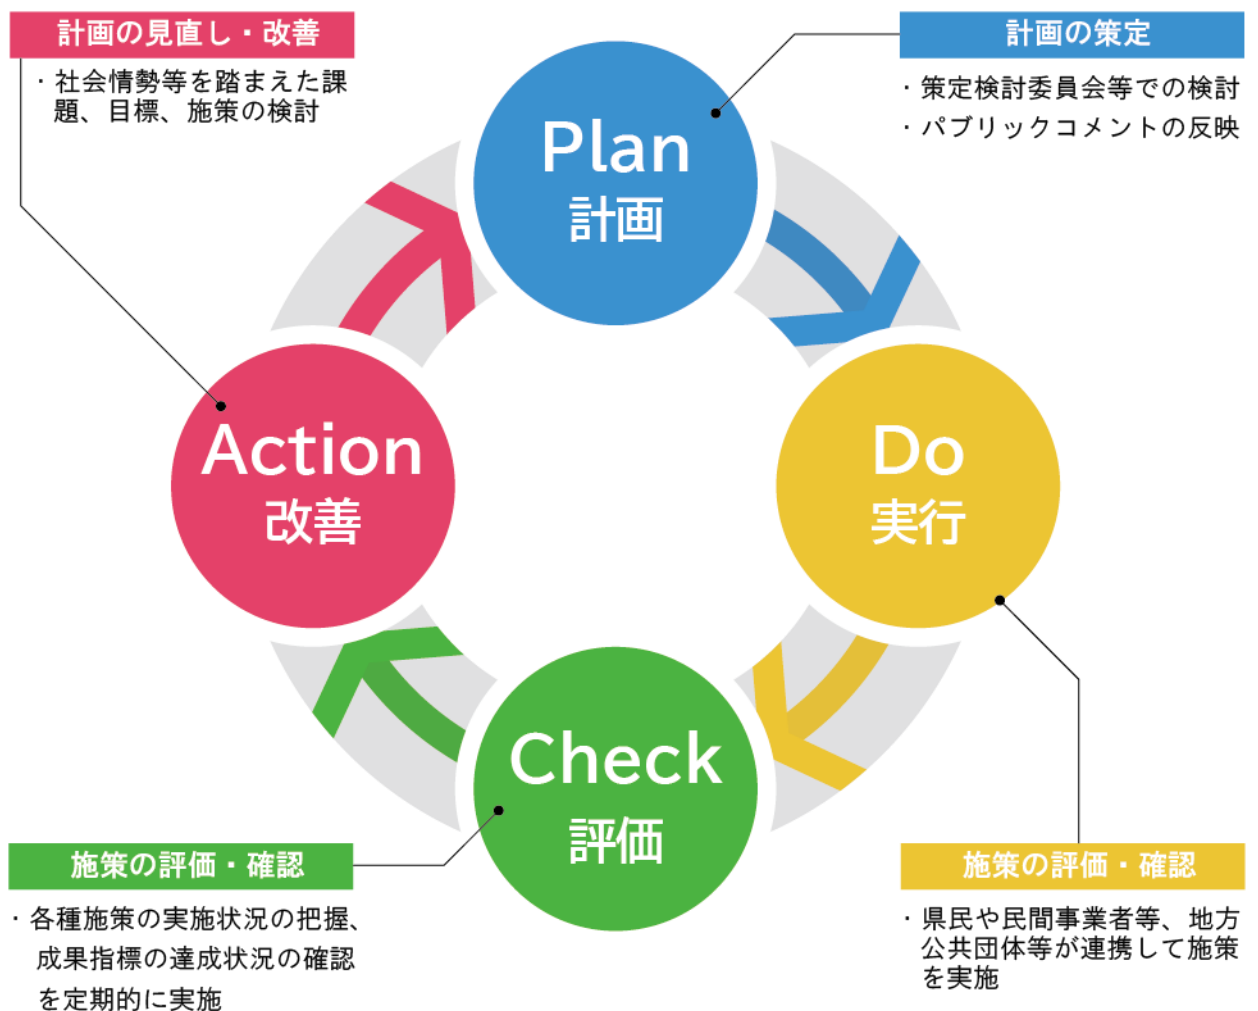 計画の見直し・改善
・社会情勢等を踏まえた課
題、目標、施策の検討
計画の策定
・策定検討委員会等での検討
・パブリックコメントの反映
Plan
計画
Action
改善
Do
実行
Check
評価
施策の評価・確認
・各種施策の実施状況の把握、
成果指標の達成状況の確認
を定期的に実施
施策の評価・確認
・県民や民間事業者等、地方
公共団体等が連携して施策
を実施